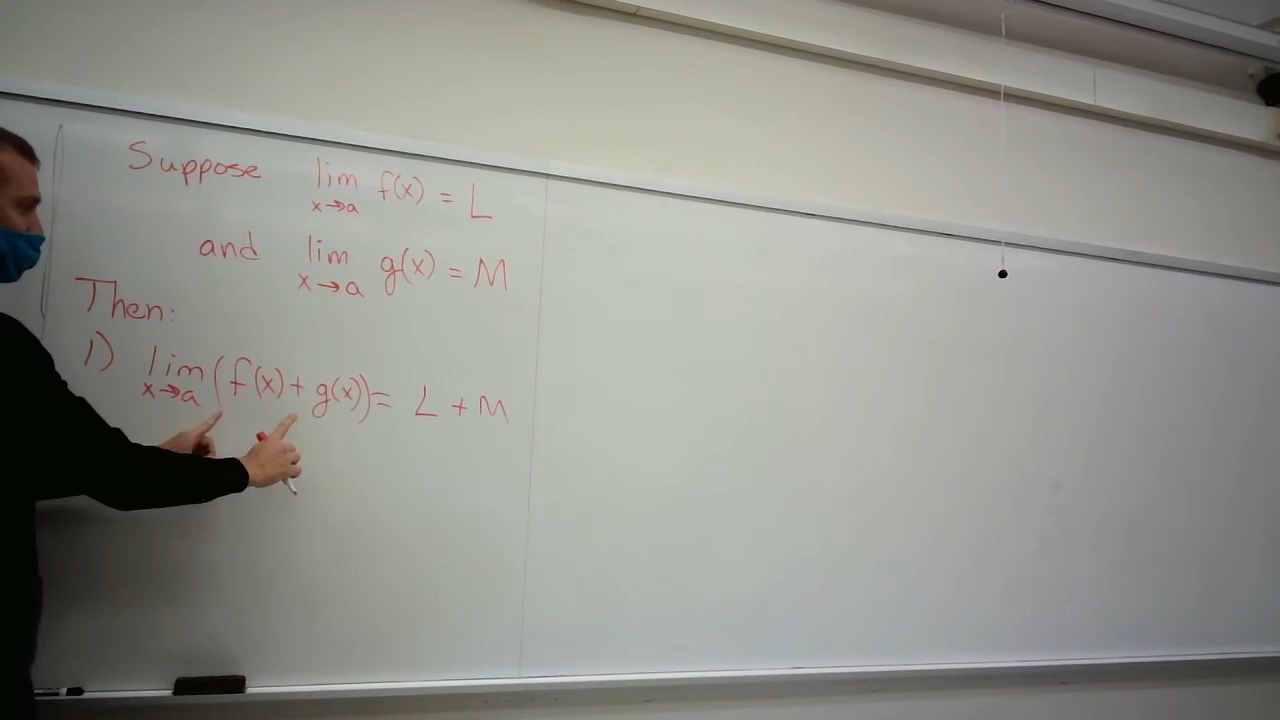 Suppose lim f(x) = L
x→a
and lim g(x) = M
x→a
Then:
1) lim (f(x) + g(x)) = L + M
x→a